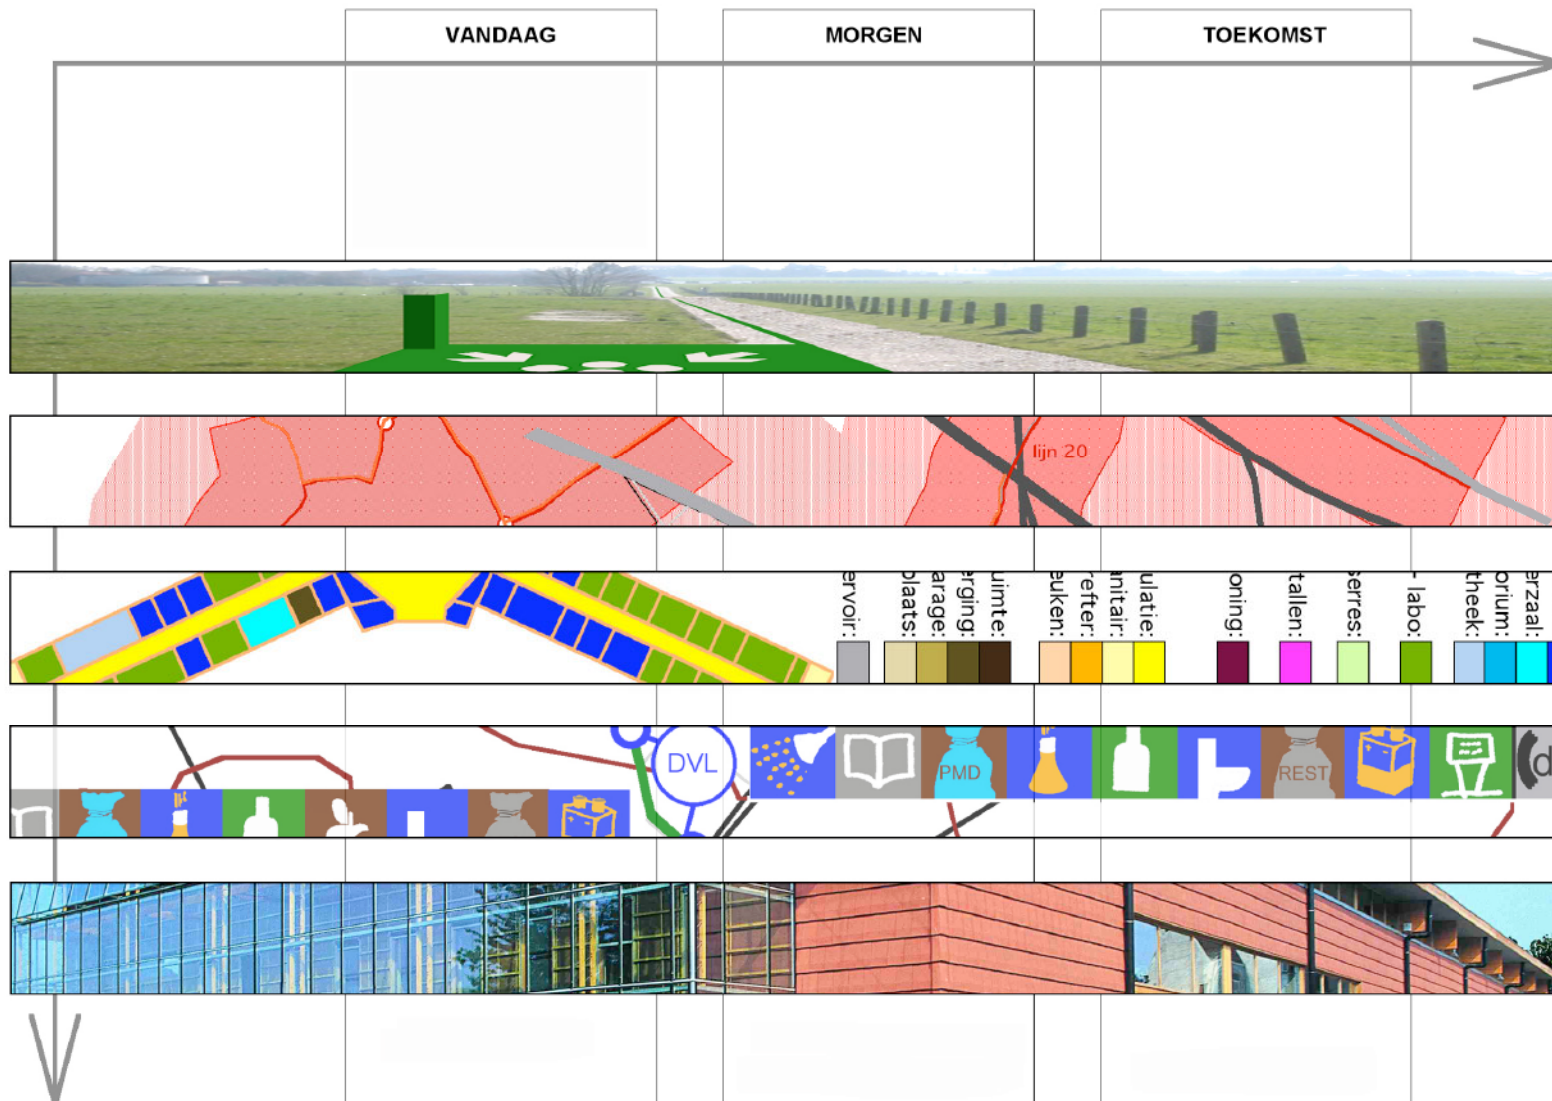 VANDAAG
MORGEN
TOEKOMST
lijn 20
ervoir:
plaats:
arage:
erging:
uimte:
euken:
refter:
anitair:
ulatie:
oning:
tallen:
serres:
- labo:
theek:
orium:
erzaal:
DVL
PMD
REST
d